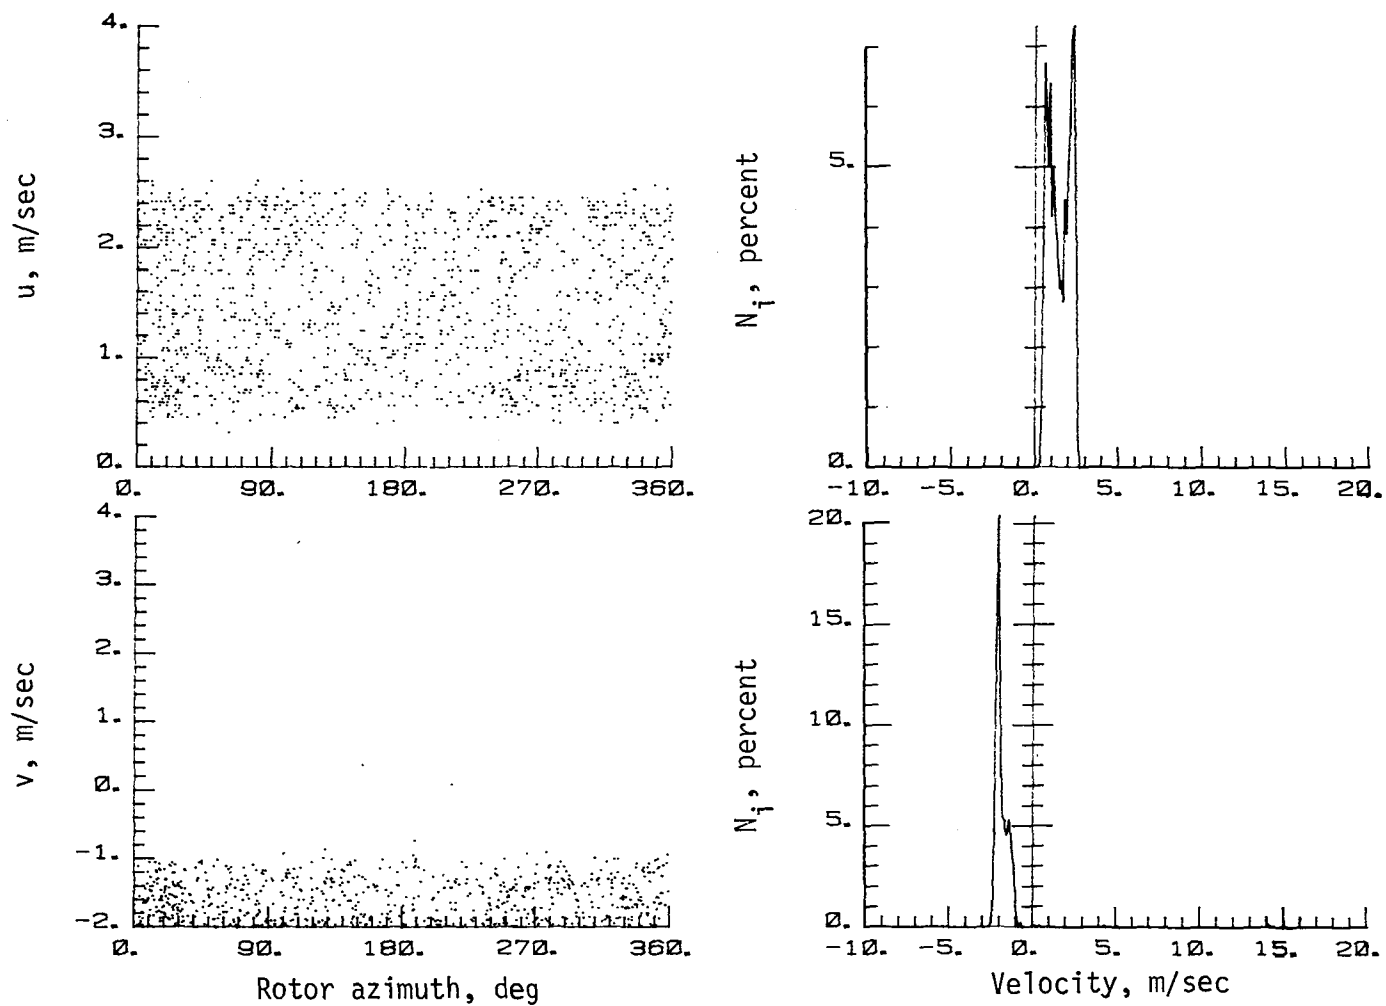 4.
3.
2.
1.
0.
u, m/sec
0. 90. 180. 270. 360.
5.
0.
N_i, percent
-10. -5. 0. 5. 10. 15. 20.
4.
3.
2.
1.
0.
-1.
-2.
v, m/sec
0. 90. 180. 270. 360.
Rotor azimuth, deg
20.
15.
10.
5.
0.
N_i, percent
-10. -5. 0. 5. 10. 15. 20.
Velocity, m/sec